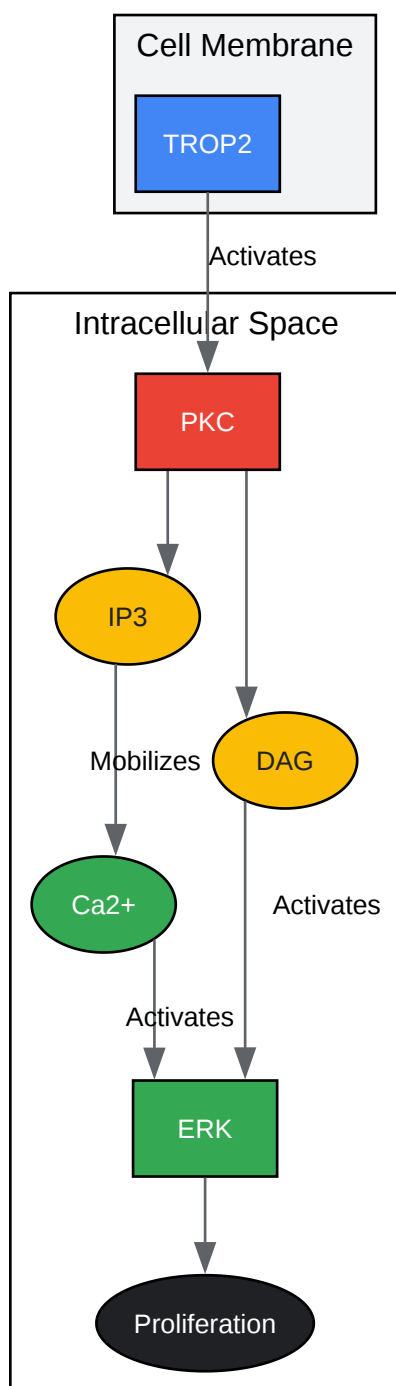 Cell Membrane
TROP2
Activates
Intracellular Space
PKC
IP3
Mobilizes
DAG
Ca2+
Activates
Activates
ERK
Proliferation